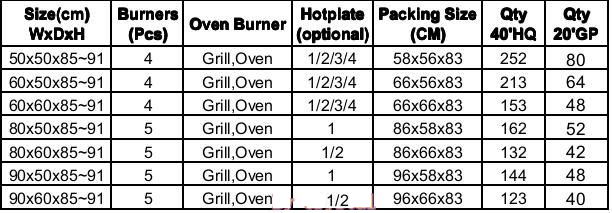 Size(cm) WxDxH Burners (Pcs) Oven Burner Hotplate (optional) Packing Size (CM) Qty 40'HQ Qty 20'GP
50x50x85~91 4 Grill,Oven 1/2/3/4 58x56x83 252 80
60x50x85~91 4 Grill,Oven 1/2/3/4 66x56x83 213 64
60x60x85~91 4 Grill,Oven 1/2/3/4 66x66x83 153 48
80x50x85~91 5 Grill,Oven 1 86x58x83 162 52
80x60x85~91 5 Grill,Oven 1/2 86x66x83 132 42
90x50x85~91 5 Grill,Oven 1 96x58x83 144 48
90x60x85~91 5 Grill,Oven 1/2 96x66x83 123 40